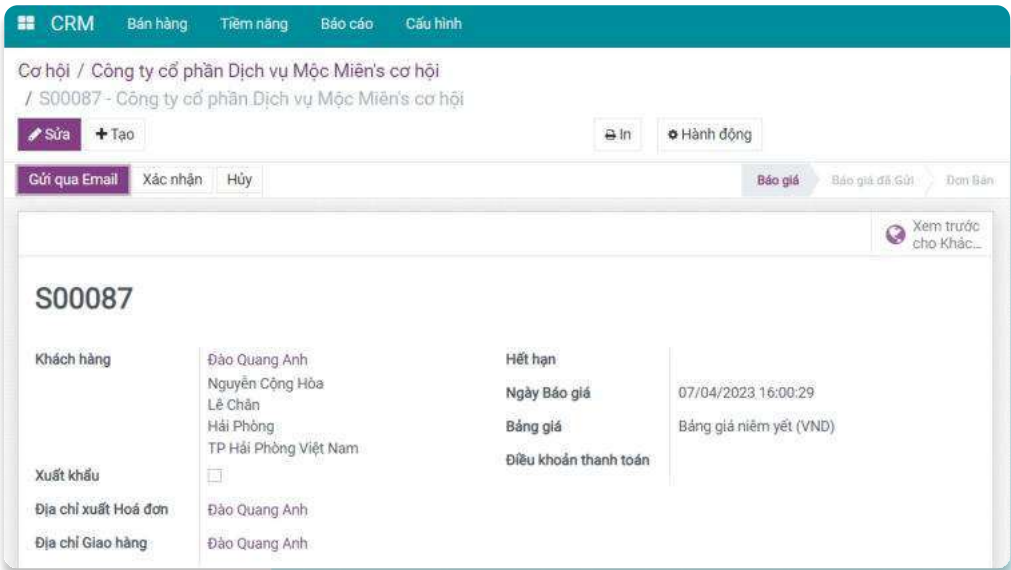 CRM Bán hàng Tiềm năng Báo cáo Cấu hình
Cơ hội / Công ty cổ phần Dịch vụ Mộc Miên's cơ hội
/ S00087 - Công ty cổ phần Dịch vụ Mộc Miên's cơ hội
Sửa + Tạo In Hành động
Gửi qua Email Xác nhận Hủy Báo giá Báo giá đã Gửi Đơn Bán
Xem trước
cho Khác...
S00087
Khách hàng Đào Quang Anh
Nguyễn Cộng Hòa
Lê Chân
Hải Phòng
TP Hải Phòng Việt Nam
Xuất khẩu
Địa chỉ xuất Hoá đơn Đào Quang Anh
Địa chỉ Giao hàng Đào Quang Anh
Hết hạn
Ngày Báo giá 07/04/2023 16:00:29
Bảng giá Bảng giá niêm yết (VND)
Điều khoản thanh toán